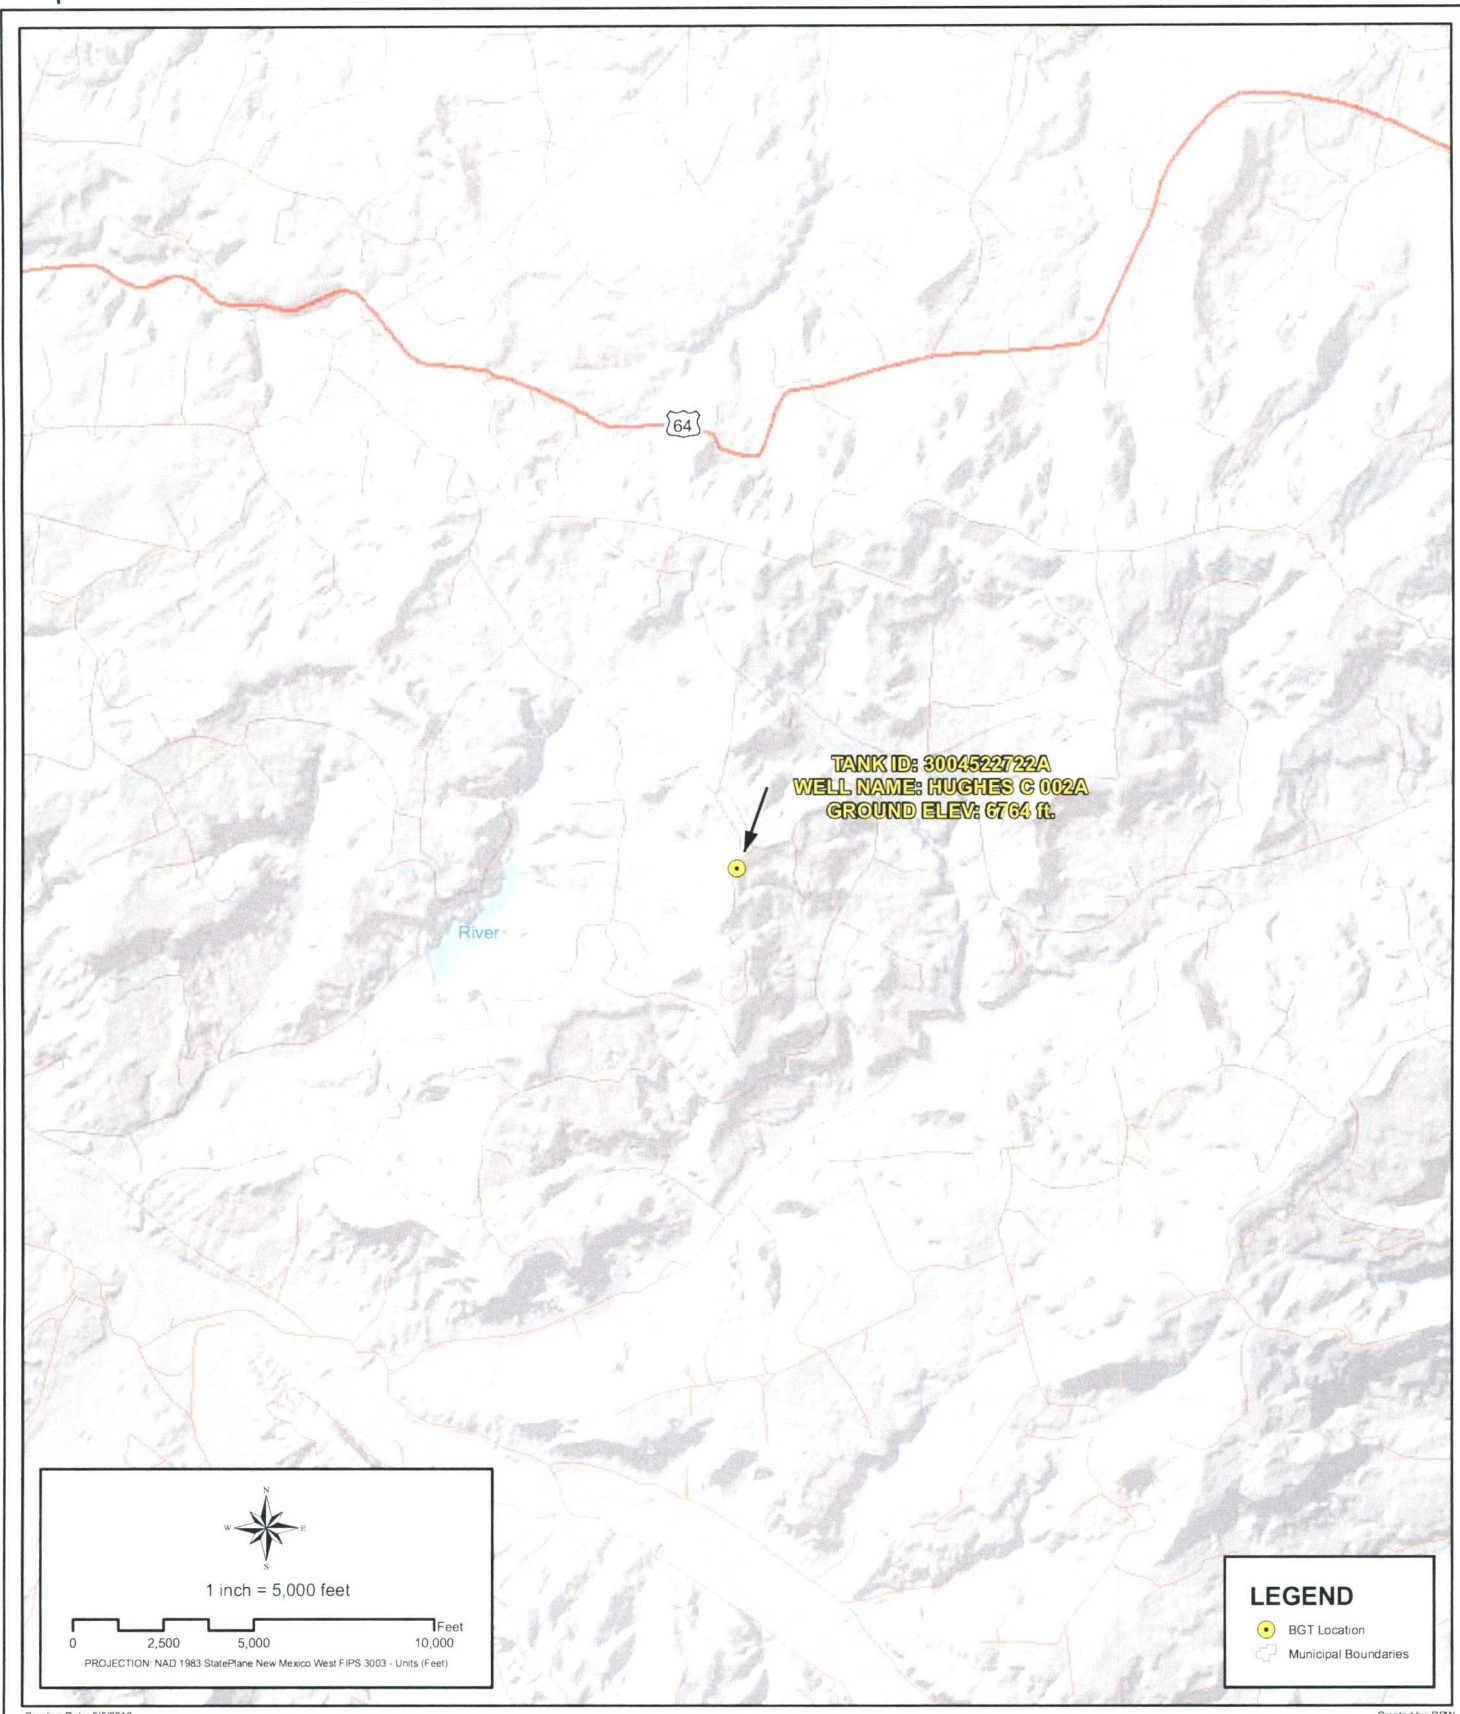 64
TANK ID: 3004522722A
WELL NAME: HUGHES C 002A
GROUND ELEV: 6764 ft.
River
N
W E
S
1 inch = 5,000 feet
Feet
0 2,500 5,000 10,000
PROJECTION: NAD 1983 StatePlane New Mexico West FIPS 3003 - Units (Feet)
LEGEND
BGT Location
Municipal Boundaries